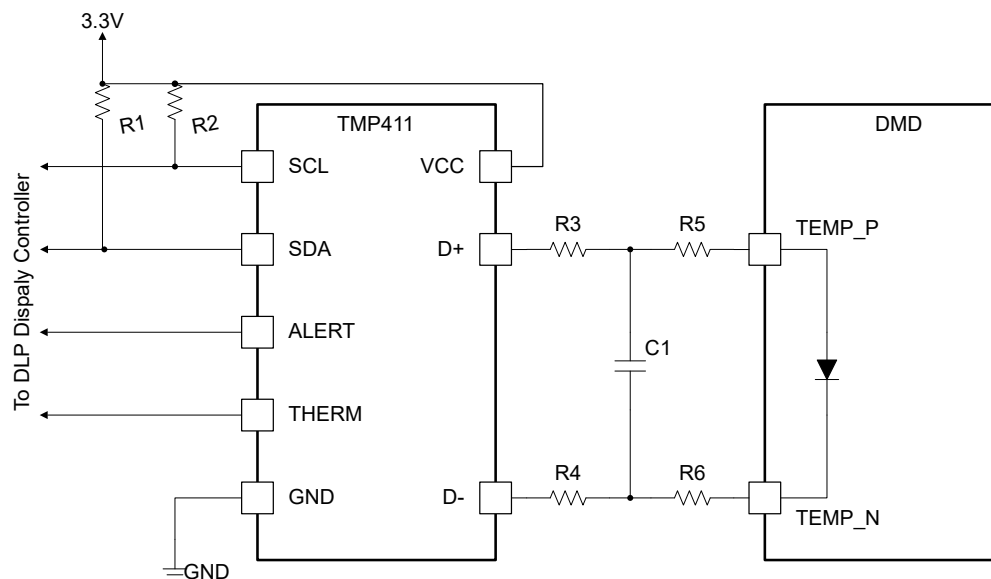 3.3V
R1
R2
TMP411
DMD
SCL
VCC
SDA
D+
R3
R5
TEMP_P
ALERT
C1
THERM
GND
D-
R4
R6
TEMP_N
GND
To DLP Dispaly Controller